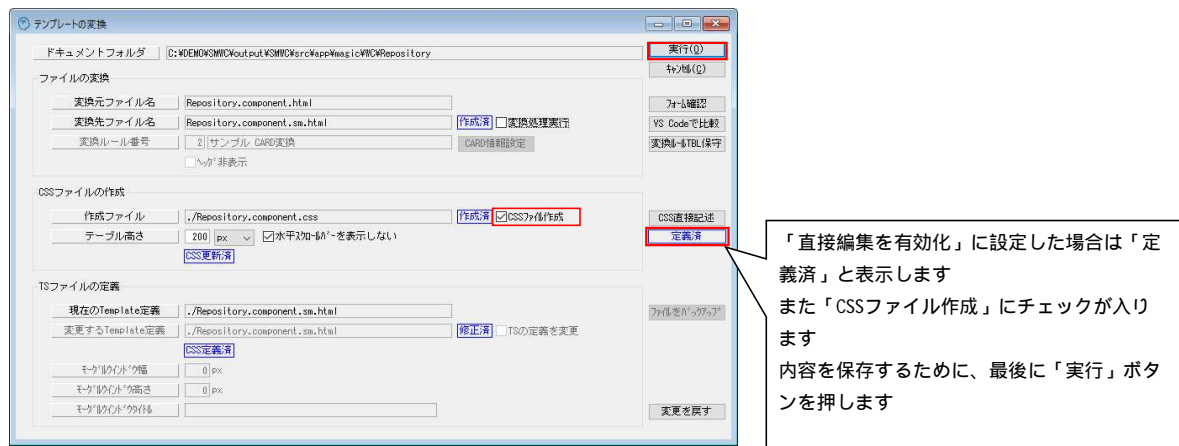 テンプレートの変換
ドキュメントフォルダ C:¥DEMO¥SMWC¥output¥SMWC¥src¥app¥magic¥WC¥Repository 実行(O)
ｷｬﾝｾﾙ(C)
ファイルの変換
変換元ファイル名 Repository.component.html ﾌｫｰﾑ確認
変換先ファイル名 Repository.component.sm.html 作成済 変換処理実行 VS Codeで比較
変換ルール番号 2 サンプル CARD変換 CARD情報設定 変換ﾙｰﾙTBL保守
ﾍｯﾀﾞ非表示
CSSファイルの作成
作成ファイル ./Repository.component.css 作成済 CSSﾌｧｲﾙ作成 CSS直接記述
テーブル高さ 200 px 水平ｽｸﾛｰﾙﾊﾞｰを表示しない 定義済
CSS更新済
TSファイルの定義
現在のTemplate定義 ./Repository.component.sm.html ﾌｧｲﾙをﾊﾞｯｸｱｯﾌﾟ
変更するTemplate定義 ./Repository.component.sm.html 修正済 TSの定義を変更
CSS定義済
ﾓｰﾀﾞﾙｳｲﾝﾄﾞｳ幅 0 px
ﾓｰﾀﾞﾙｳｲﾝﾄﾞｳ高さ 0 px
ﾓｰﾀﾞﾙｳｲﾝﾄﾞｳﾀｲﾄﾙ 変更を戻す
「直接編集を有効化」に設定した場合は「定
義済」と表示します
また「CSSファイル作成」にチェックが入り
ます
内容を保存するために、最後に「実行」ボタ
ンを押します